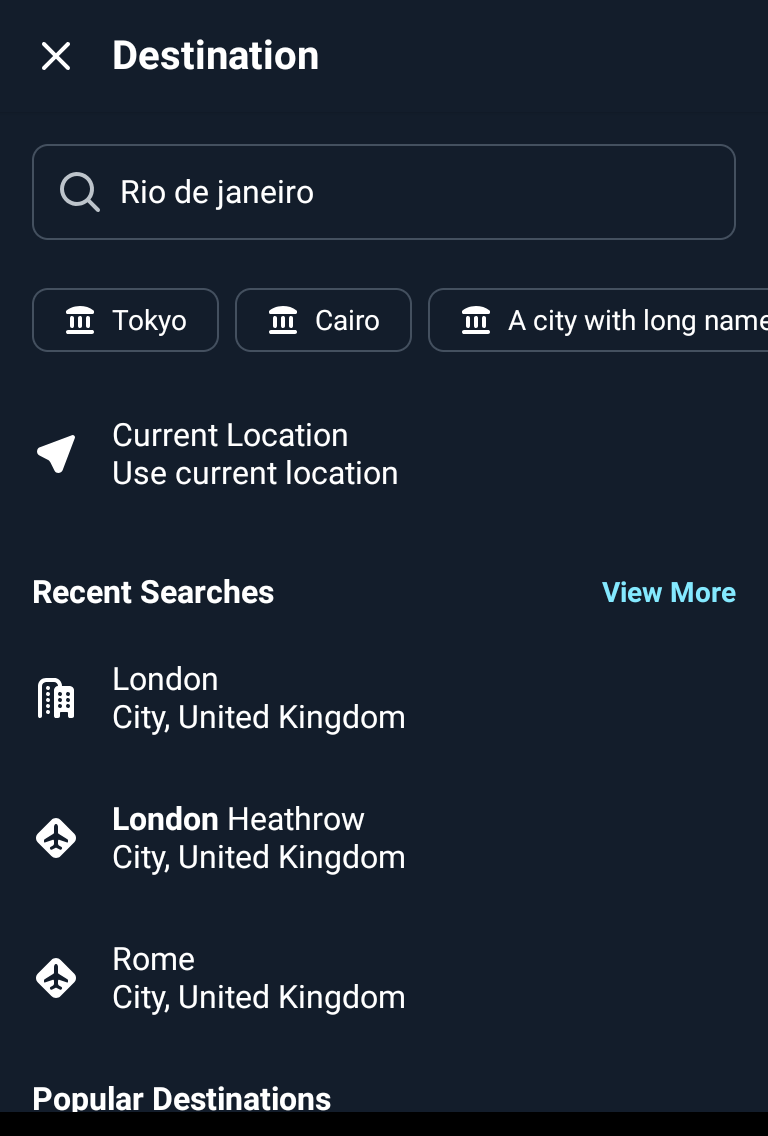 Destination
Rio de janeiro
Tokyo
Cairo
A city with long name
Current Location
Use current location
Recent Searches
View More
London
City, United Kingdom
London Heathrow
City, United Kingdom
Rome
City, United Kingdom
Popular Destinations